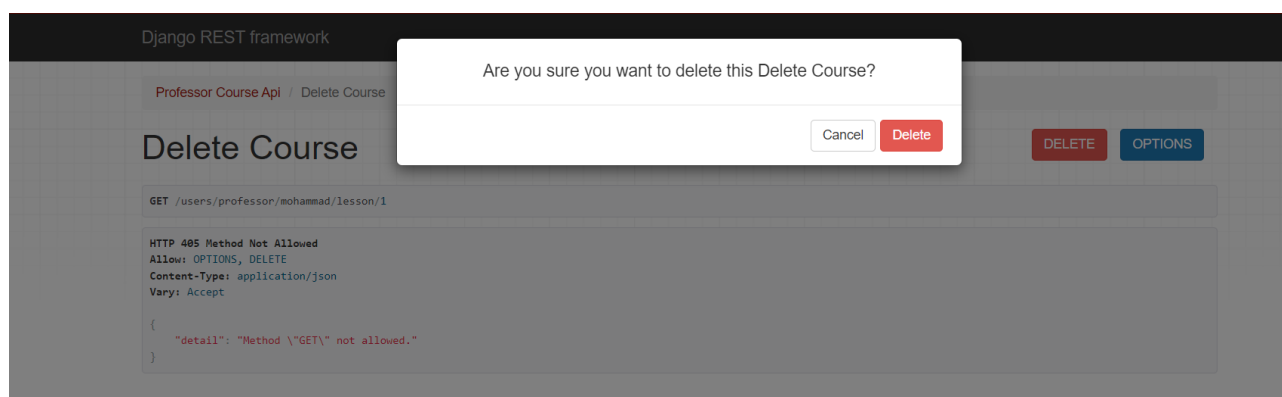 Django REST framework
Are you sure you want to delete this Delete Course?
Professor Course Api / Delete Course
Cancel Delete
Delete Course
DELETE OPTIONS
GET /users/professor/mohammad/lesson/1
HTTP 405 Method Not Allowed
Allow: OPTIONS, DELETE
Content-Type: application/json
Vary: Accept
{
    "detail": "Method \"GET\" not allowed."
}